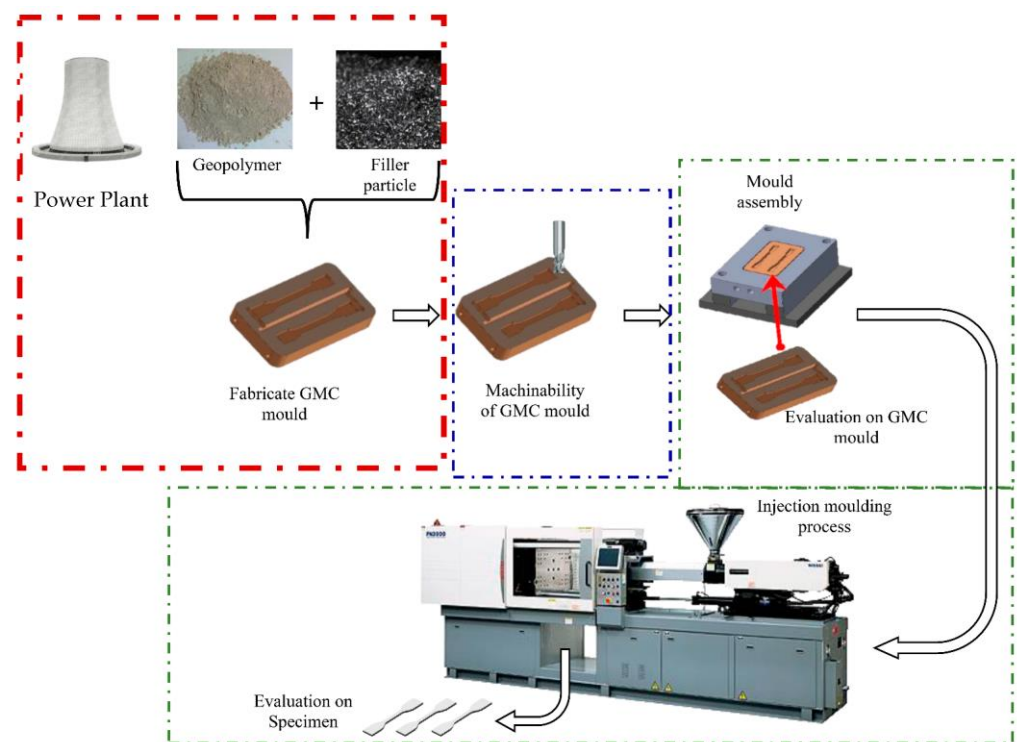 Power Plant
Geopolymer
+
Filler
particle
Fabricate GMC
mould
Machinability
of GMC mould
Mould
assembly
Evaluation on GMC
mould
Injection moulding
process
Evaluation on
Specimen